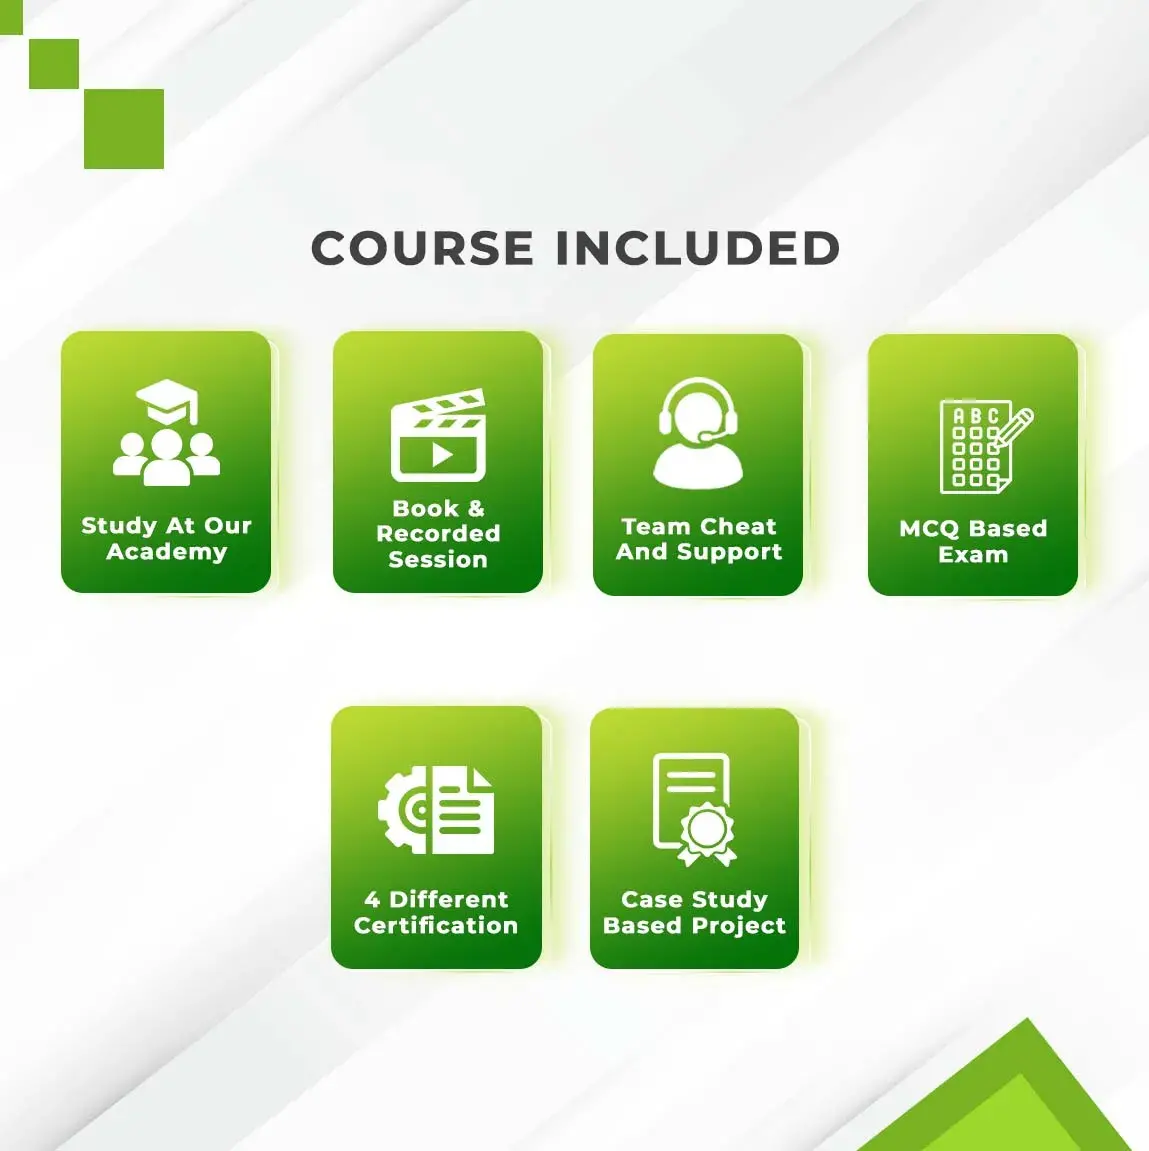 COURSE INCLUDED
Study At Our
Academy
Book &
Recorded
Session
Team Cheat
And Support
A B C
MCQ Based
Exam
4 Different
Certification
Case Study
Based Project